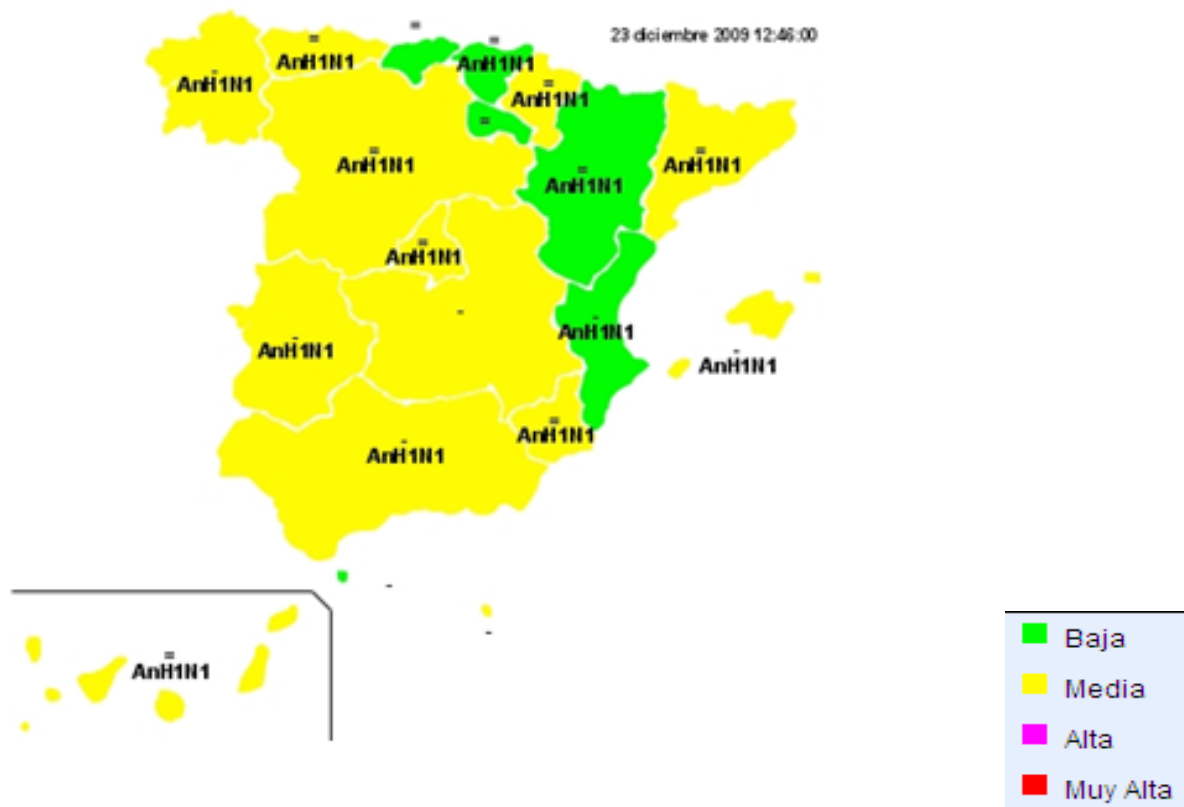 =
23 diciembre 2009 12:46:00
=
AnH1N1
=
AnH1N1
-
AnH1N1
=
AnH1N1
=
=
AnH1N1
=
AnH1N1
=
AnH1N1
=
AnH1N1
-
-
AnH1N1
-
AnH1N1
-
AnH1N1
=
AnH1N1
-
AnH1N1
-
-
=
AnH1N1
Baja
Media
Alta
Muy Alta